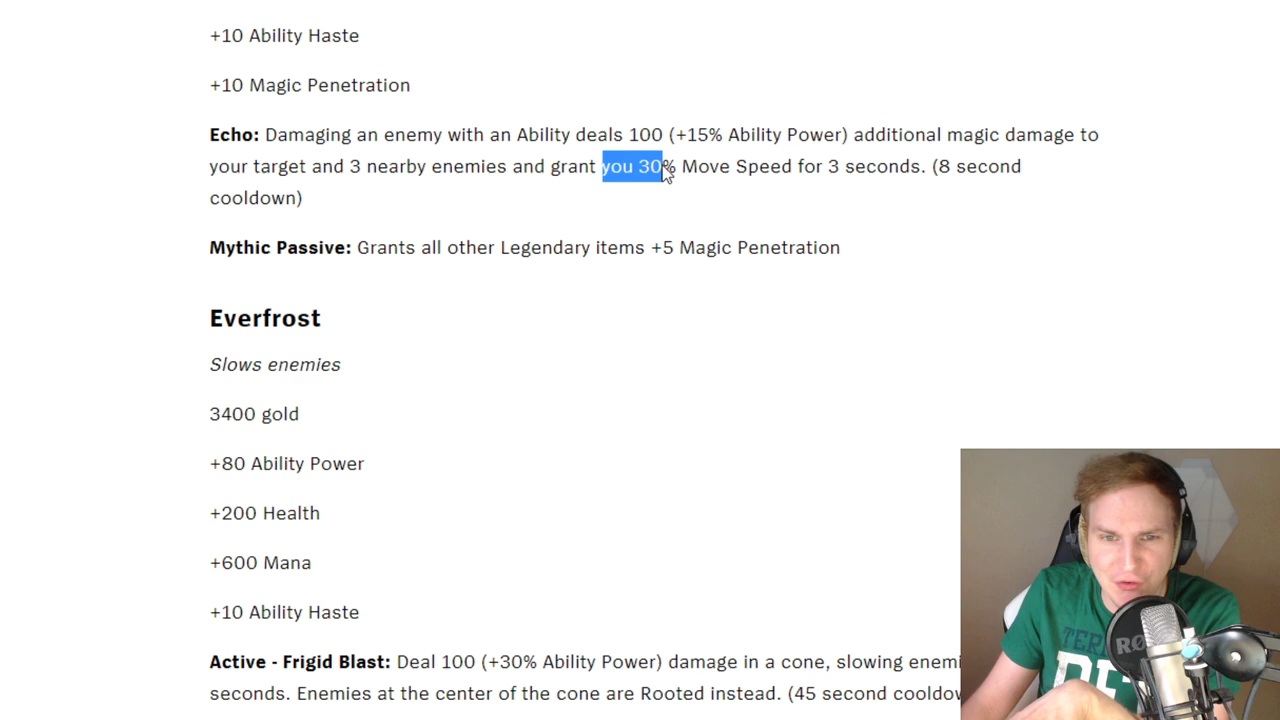 +10 Ability Haste
+10 Magic Penetration
Echo: Damaging an enemy with an Ability deals 100 (+15% Ability Power) additional magic damage to
your target and 3 nearby enemies and grant you 30% Move Speed for 3 seconds. (8 second
cooldown)
Mythic Passive: Grants all other Legendary items +5 Magic Penetration
Everfrost
Slows enemies
3400 gold
+80 Ability Power
+200 Health
+600 Mana
+10 Ability Haste
Active - Frigid Blast: Deal 100 (+30% Ability Power) damage in a cone, slowing
seconds. Enemies at the center of the cone are Rooted instead. (45 second